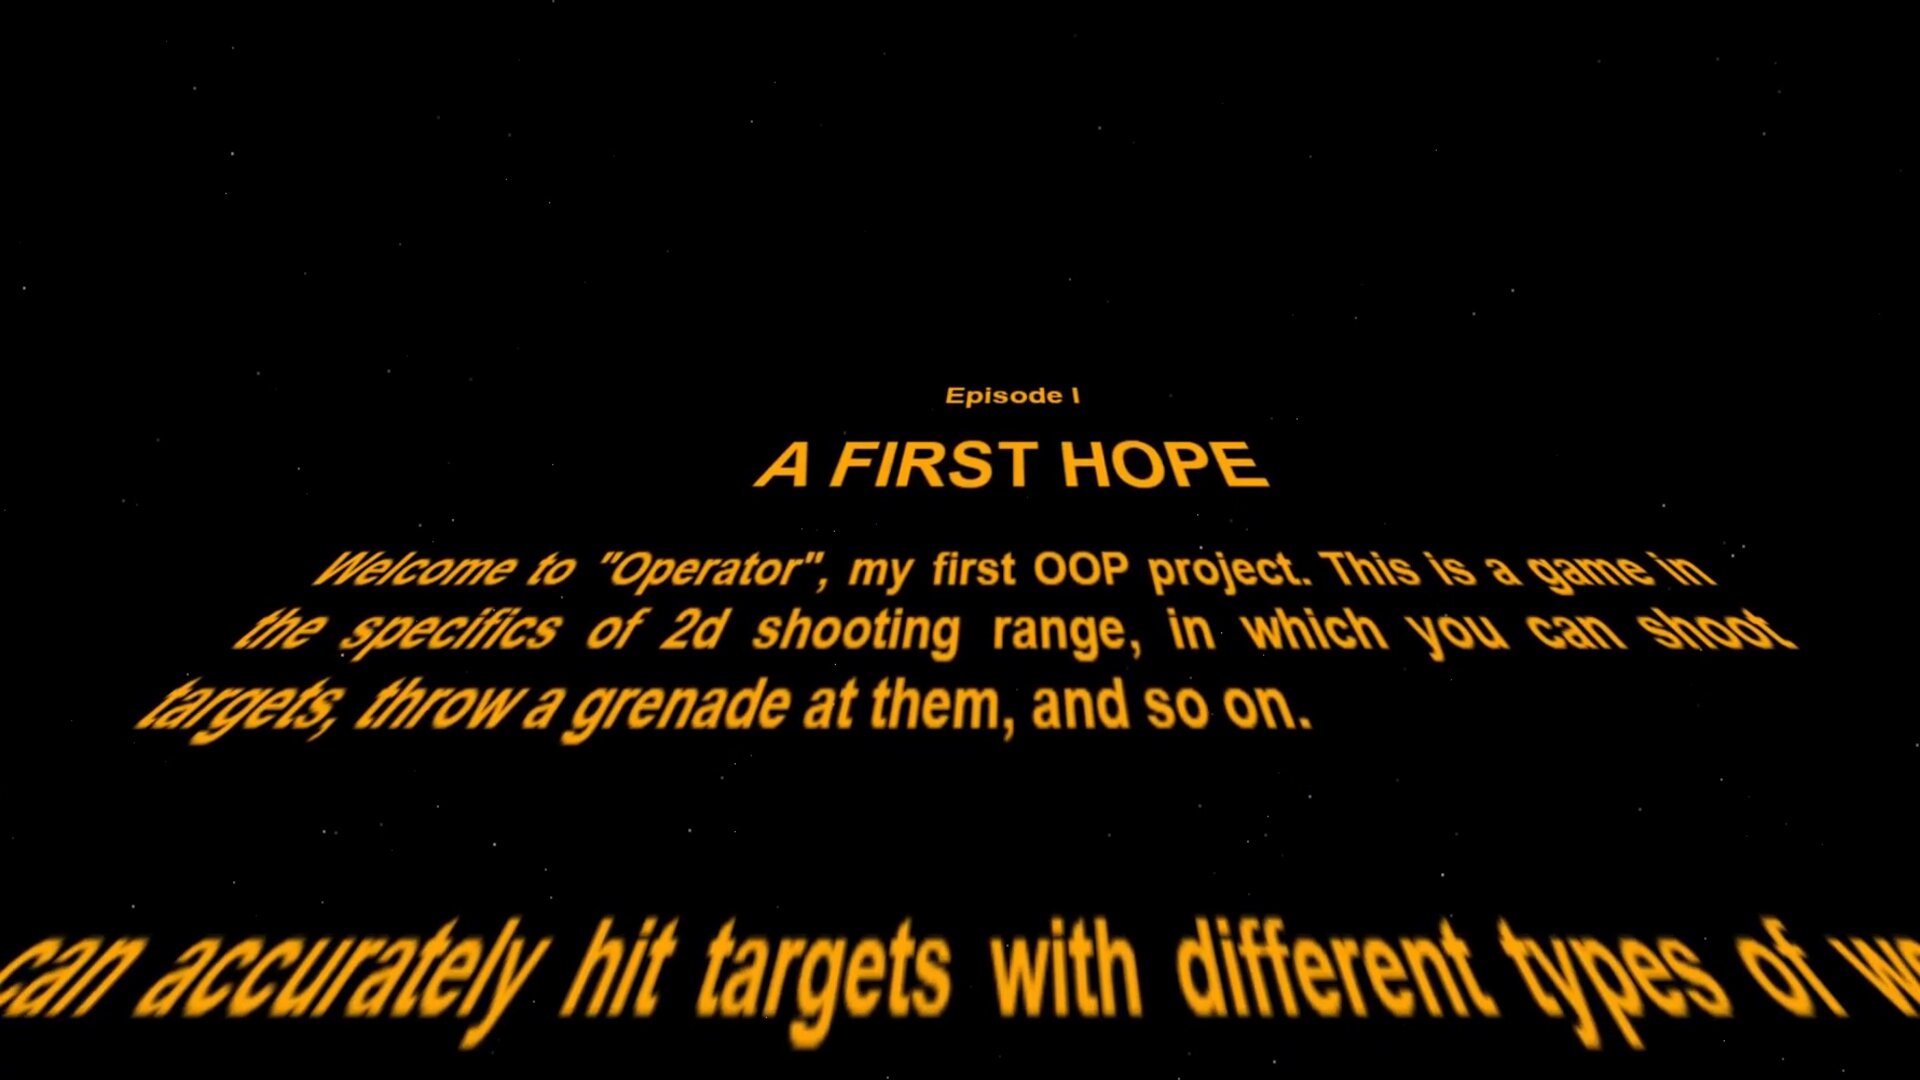 Episode I
A FIRST HOPE
Welcome to "Operator", my first OOP project. This is a game in
the specifics of 2d shooting range, in which you can shoot
targets, throw a grenade at them, and so on.
can accurately hit targets with different types of